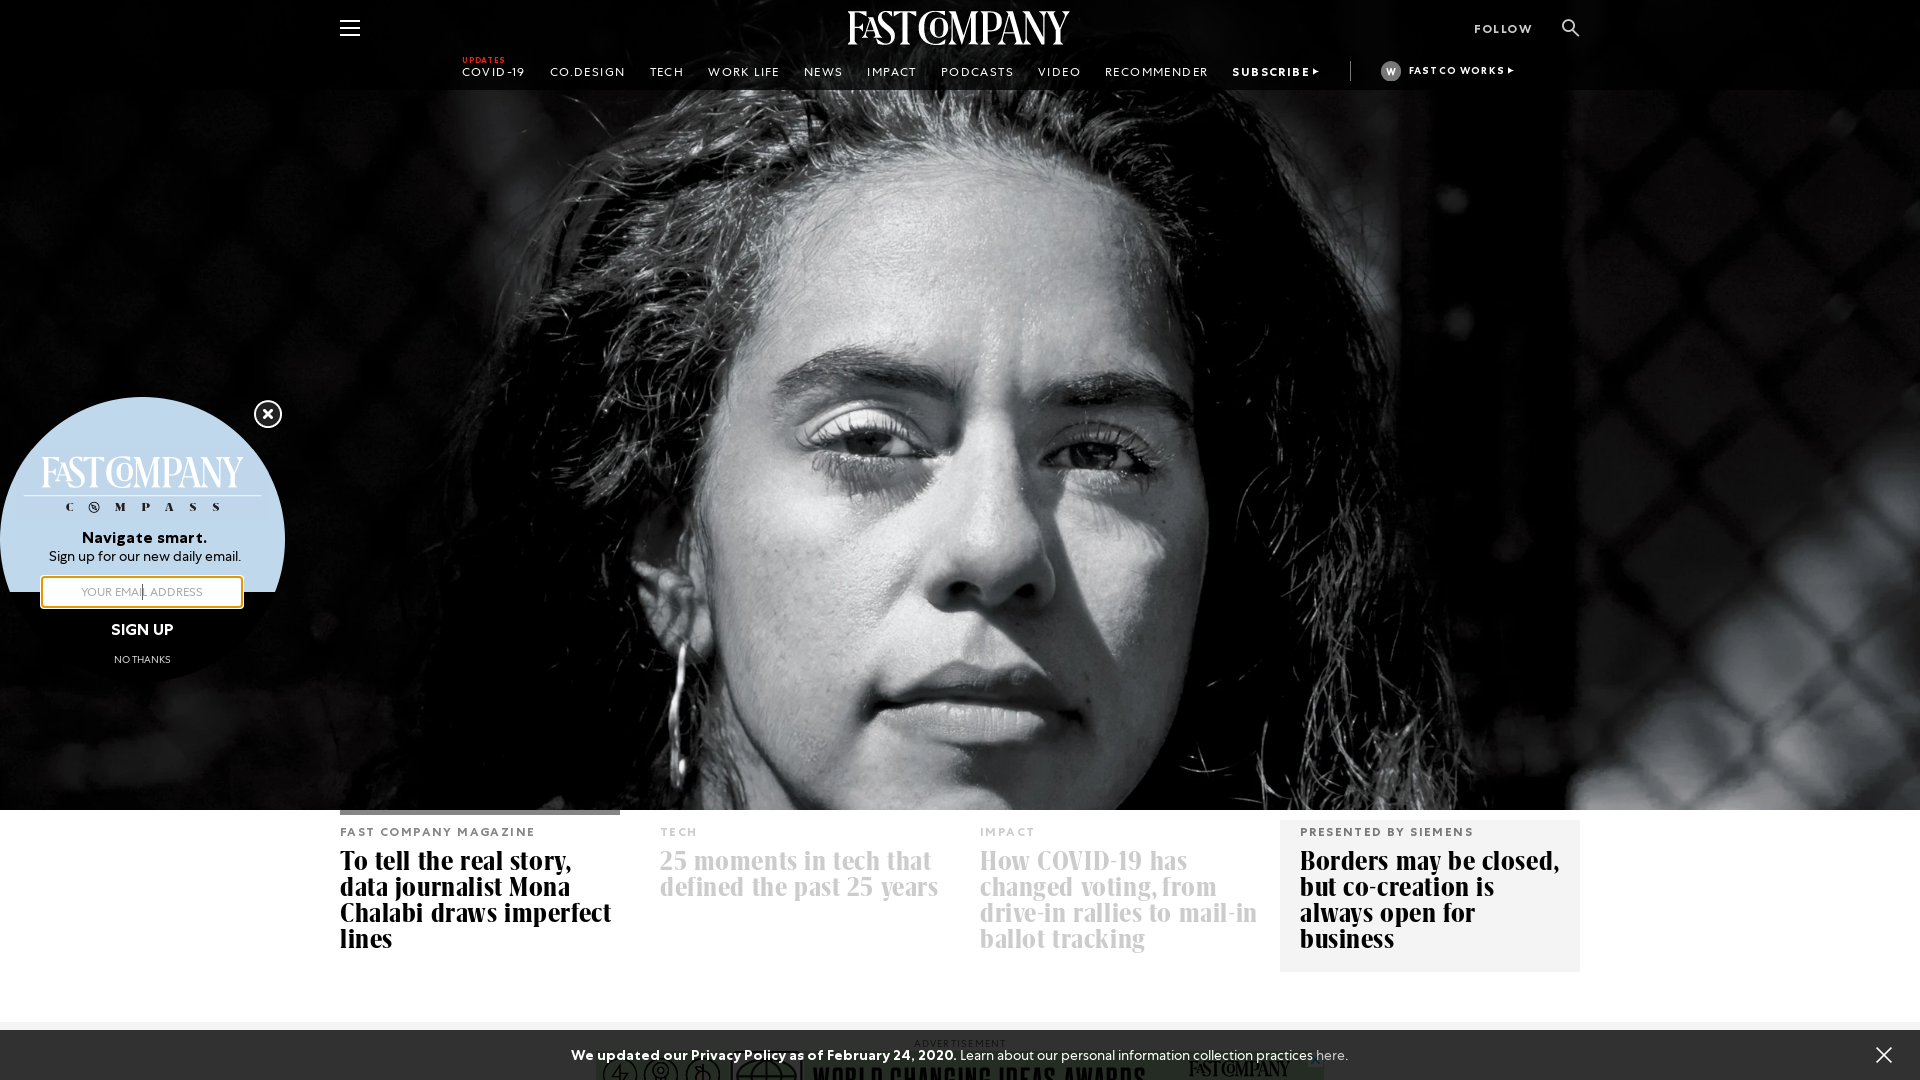 FAST COMPANY
FOLLOW
UPDATES
COVID-19
CO.DESIGN
TECH
WORK LIFE
NEWS
IMPACT
PODCASTS
VIDEO
RECOMMENDER
SUBSCRIBE
W
FASTCO WORKS
FAST COMPANY
COMPASS
Navigate smart.
Sign up for our new daily email.
YOUR EMAIL ADDRESS
SIGN UP
NO THANKS
FAST COMPANY MAGAZINE
To tell the real story,
data journalist Mona
Chalabi draws imperfect
lines
TECH
25 moments in tech that
defined the past 25 years
IMPACT
How COVID-19 has
changed voting, from
drive-in rallies to mail-in
ballot tracking
PRESENTED BY SIEMENS
Borders may be closed,
but co-creation is
always open for
business
ADVERTISEMENT
We updated our Privacy Policy as of February 24, 2020. Learn about our personal information collection practices here.
WORLD CHANGING IDEAS AWARDS
FAST COMPANY